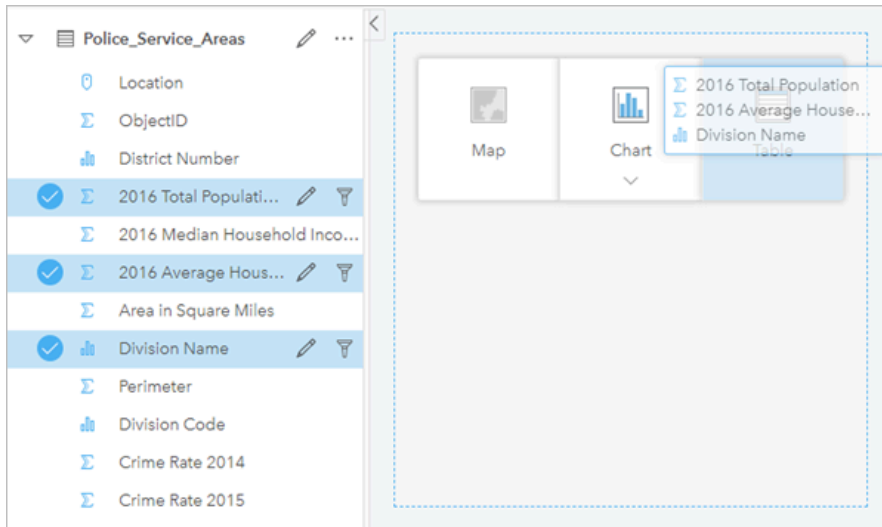 Police_Service_Areas
Location
ObjectID
District Number
2016 Total Populati...
2016 Median Household Inco...
2016 Average Hous...
Area in Square Miles
Division Name
Perimeter
Division Code
Crime Rate 2014
Crime Rate 2015
Map
Chart
Table
2016 Total Population
2016 Average House...
Division Name